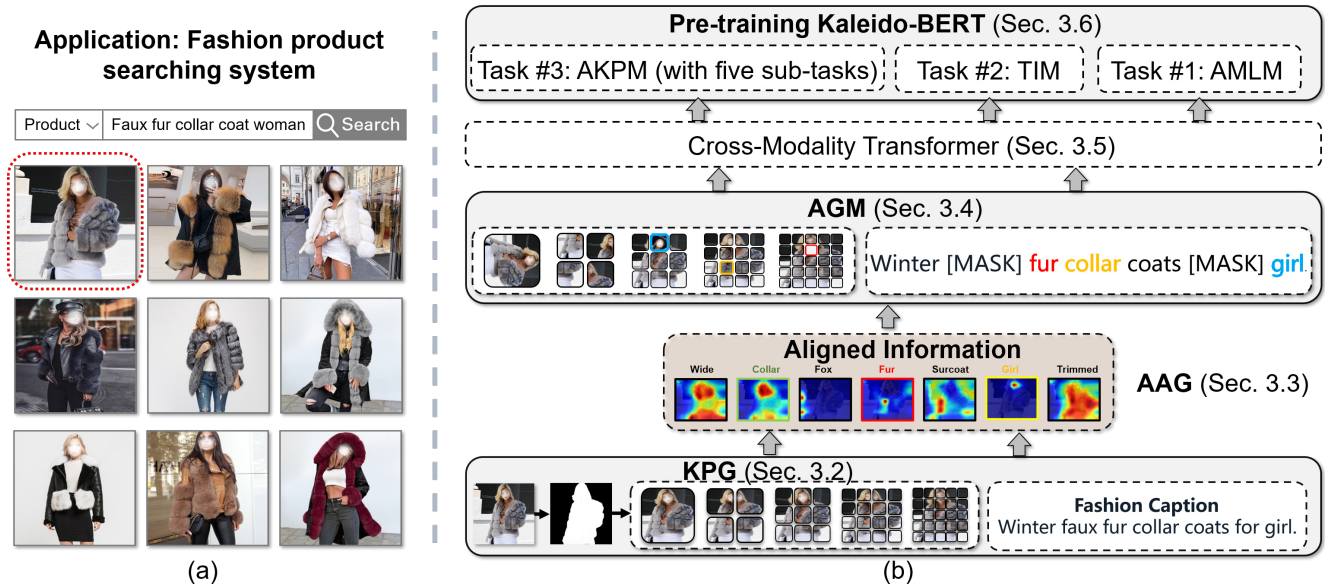 Application: Fashion product
searching system
Product
Faux fur collar coat woman
Search
(a)
Pre-training Kaleido-BERT (Sec. 3.6)
Task #3: AKPM (with five sub-tasks)
Task #2: TIM
Task #1: AMLM
Cross-Modality Transformer (Sec. 3.5)
AGM (Sec. 3.4)
Winter [MASK] fur collar coats [MASK] girl.
Aligned Information
Wide
Collar
Fox
Fur
Surcoat
Girl
Trimmed
AAG (Sec. 3.3)
KPG (Sec. 3.2)
Fashion Caption
Winter faux fur collar coats for girl.
(b)